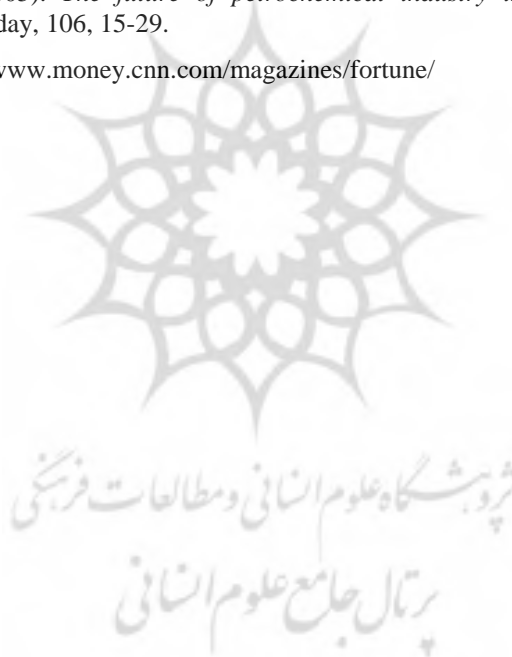 The future of petrochemical industry
day, 106, 15-29.
www.money.cnn.com/magazines/fortune/
پژوهشگاه علوم انسانی و مطالعات فرهنگی
پرتال جامع علوم انسانی